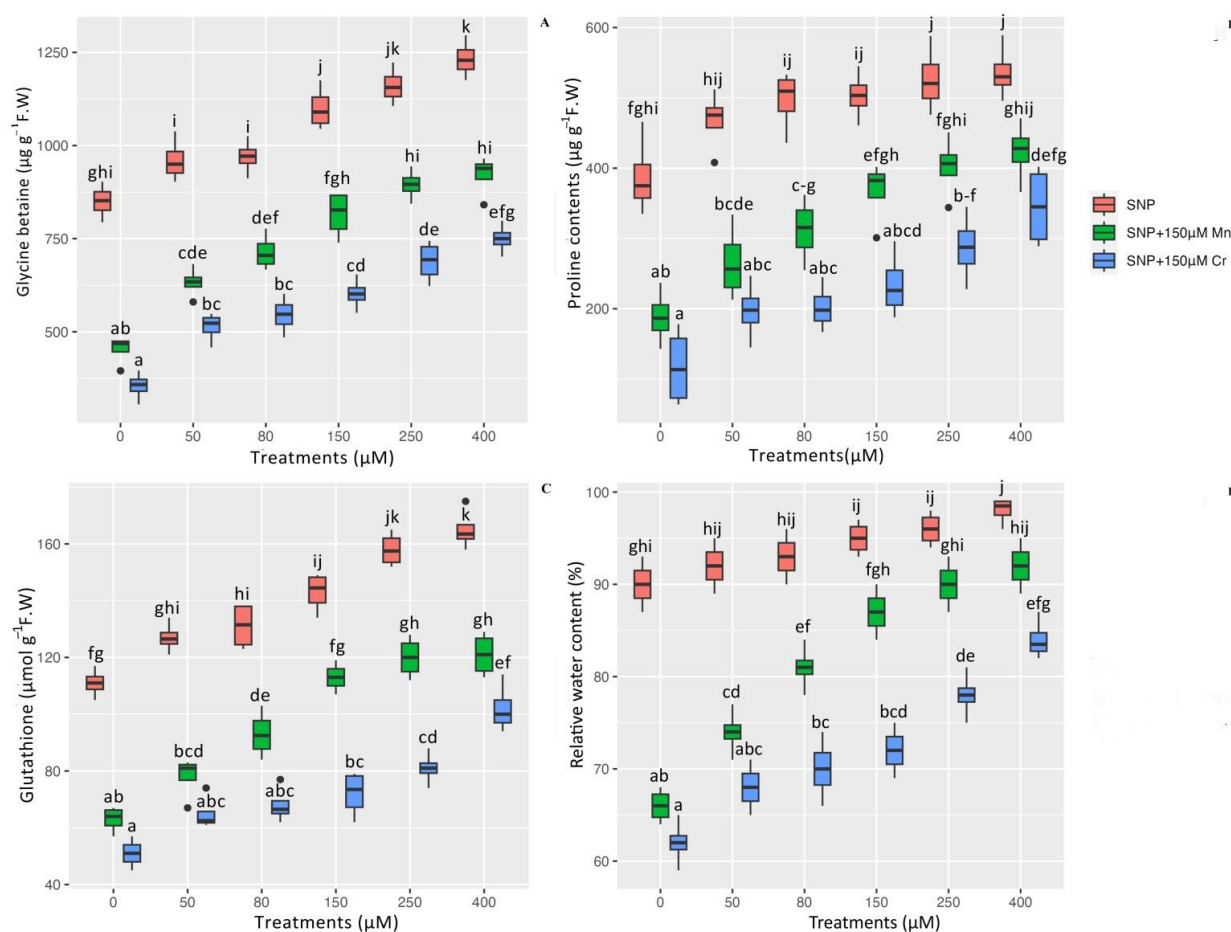 A
Glycine betaine (µg g⁻¹F.W)
1250
1000
750
500
ghi
i
i
j
jk
k
ab
cde
def
fgh
hi
hi
a
bc
bc
cd
de
efg
0 50 80 150 250 400
Treatments (µM)
Proline contents (µg g⁻¹F.W)
600
400
200
fghi
hij
ij
ij
j
j
ab
bcde
c-g
efgh
fghi
ghij
a
abc
abc
abcd
b-f
defg
0 50 80 150 250 400
Treatments(µM)
SNP
SNP+150µM Mn
SNP+150µM Cr
C
Glutathione (µmol g⁻¹F.W)
160
120
80
40
fg
ghi
hi
ij
jk
k
ab
bcd
de
fg
gh
gh
a
abc
abc
bc
cd
ef
0 50 80 150 250 400
Treatments (µM)
Relative water content (%)
100
90
80
70
60
ghi
hij
hij
ij
ij
j
ab
cd
ef
fgh
ghi
hij
a
abc
bc
bcd
de
efg
0 50 80 150 250 400
Treatments (µM)